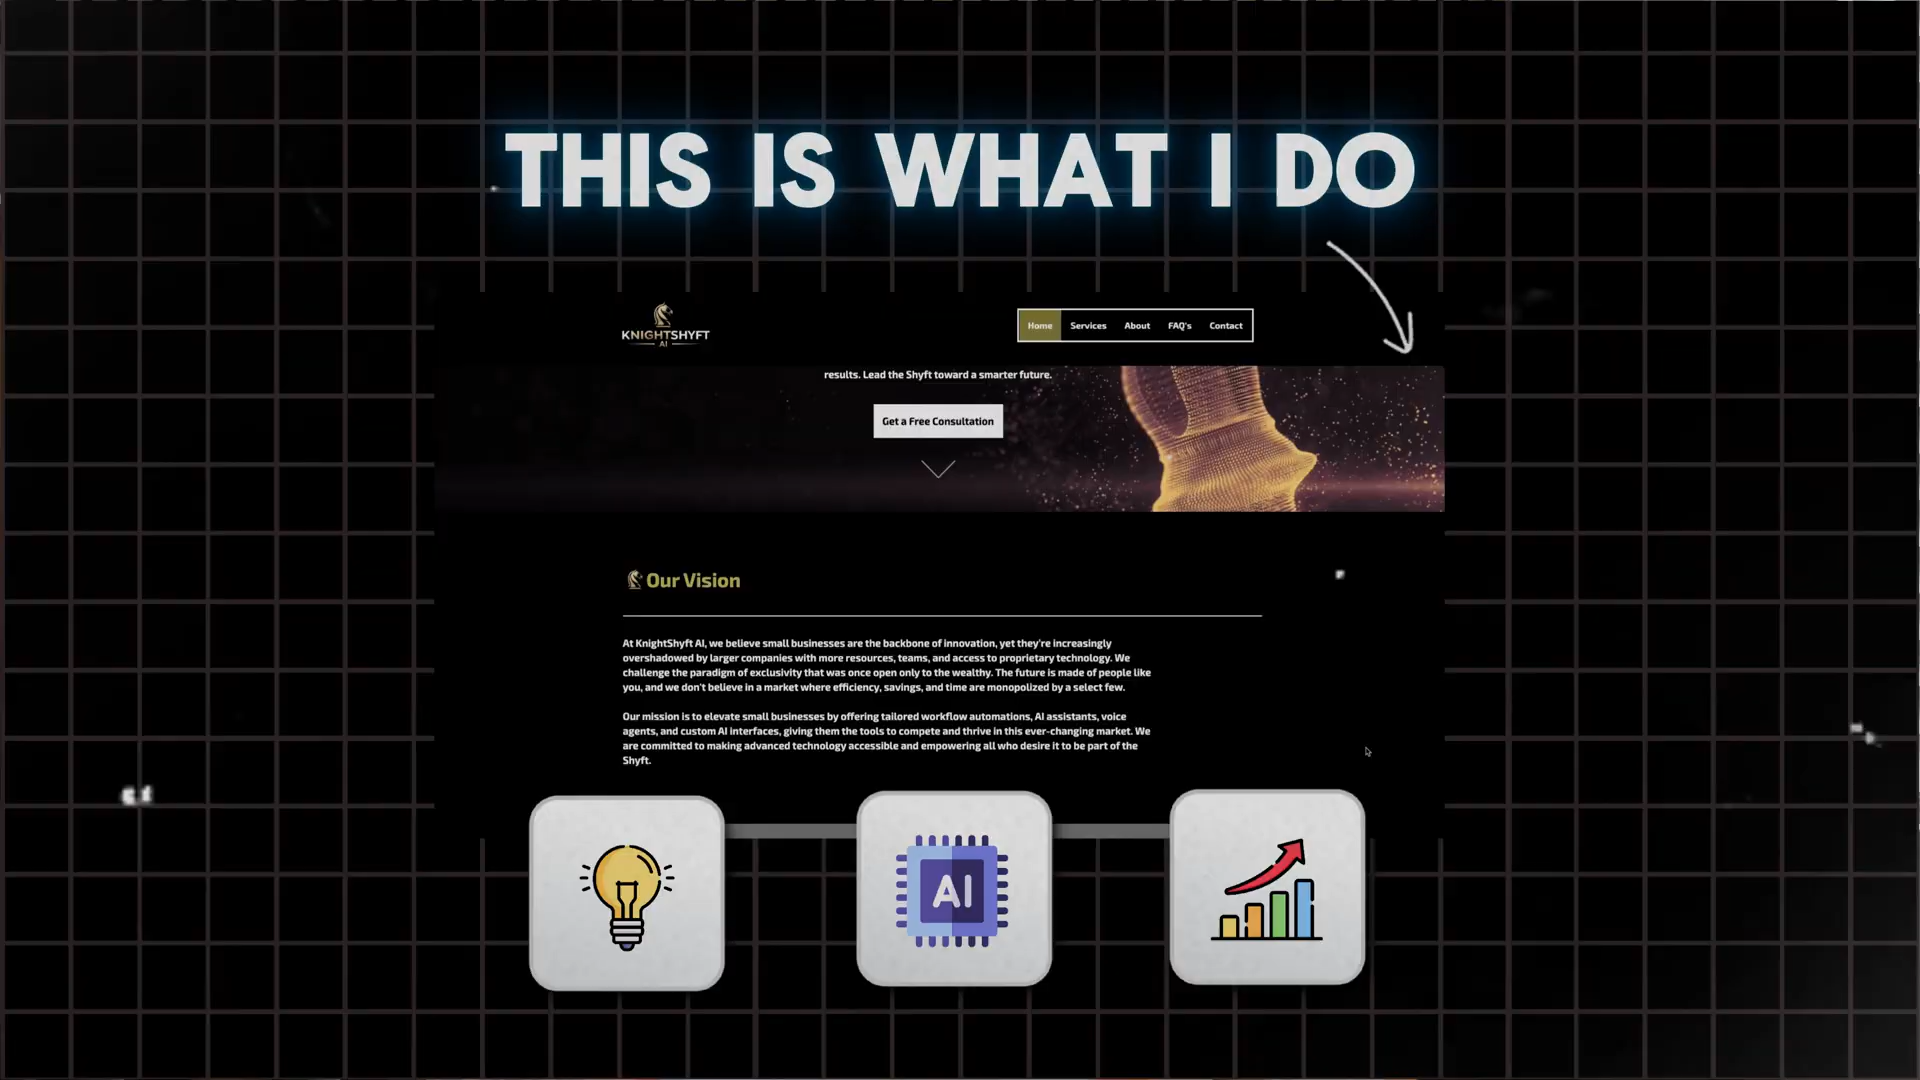 THIS IS WHAT I DO
KNIGHTSHYFT
AI
Home Services About FAQ's Contact
results. Lead the Shyft toward a smarter future.
Get a Free Consultation
Our Vision
At KnightShyft AI, we believe small businesses are the backbone of innovation, yet they're increasingly
overshadowed by larger companies with more resources, teams, and access to proprietary technology. We
challenge the paradigm of exclusivity that was once open only to the wealthy. The future is made of people like
you, and we don't believe in a market where efficiency, savings, and time are monopolized by a select few.
Our mission is to elevate small businesses by offering tailored workflow automations, AI assistants, voice
agents, and custom AI interfaces, giving them the tools to compete and thrive in this ever-changing market. We
are committed to making advanced technology accessible and empowering all who desire it to be part of the
Shyft.
AI